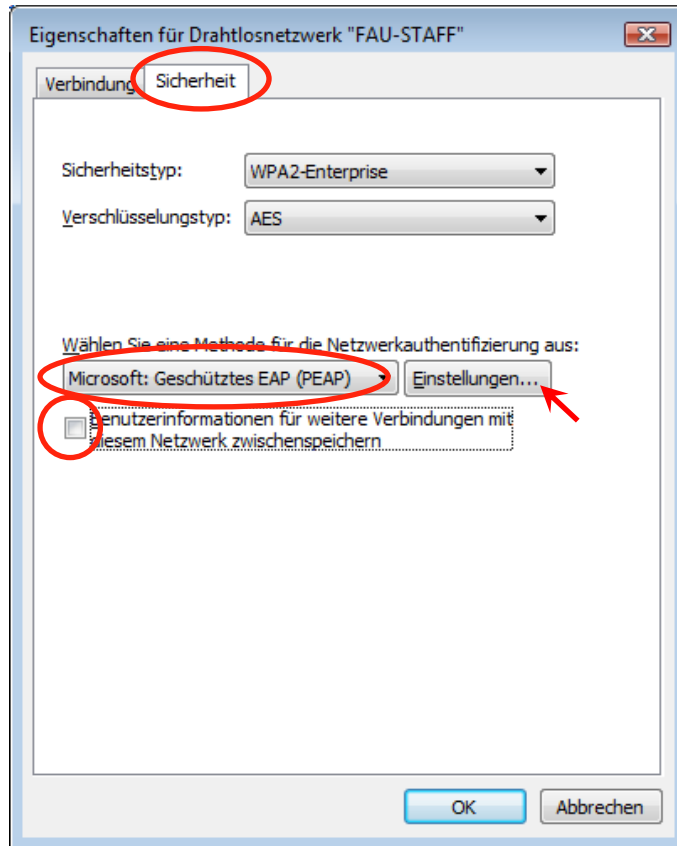 Eigenschaften für Drahtlosnetzwerk "FAU-STAFF"
Verbindung Sicherheit
Sicherheitstyp: WPA2-Enterprise
Verschlüsselungstyp: AES
Wählen Sie eine Methode für die Netzwerkauthentifizierung aus:
Microsoft: Geschütztes EAP (PEAP) Einstellungen...
Benutzerinformationen für weitere Verbindungen mit
diesem Netzwerk zwischenspeichern
OK Abbrechen